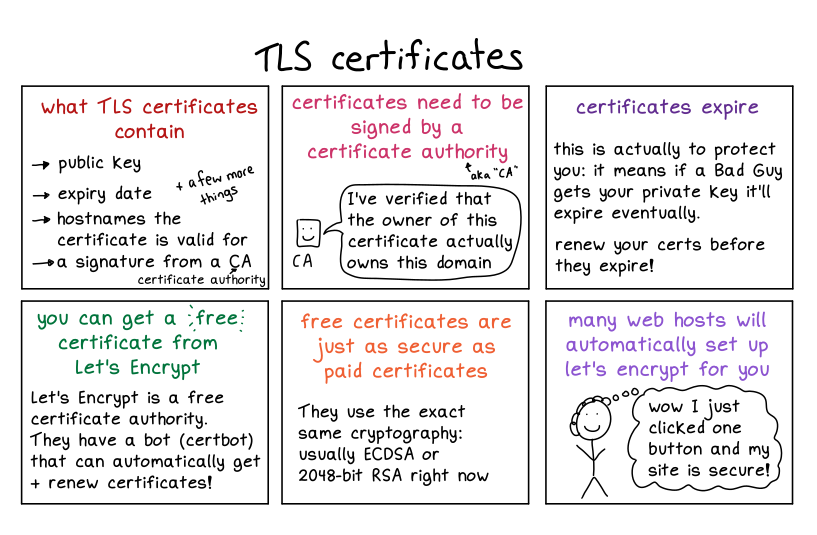 TLS certificates
what TLS certificates
contain
→ public key
→ expiry date
+ a few more
things
→ hostnames the
certificate is valid for
→ a signature from a CA
certificate authority
certificates need to be
signed by a
certificate authority
aka "CA"
I've verified that
the owner of this
certificate actually
owns this domain
CA
certificates expire
this is actually to protect
you: it means if a Bad Guy
gets your private key it'll
expire eventually.
renew your certs before
they expire!
you can get a free
certificate from
Let's Encrypt
Let's Encrypt is a free
certificate authority.
They have a bot (certbot)
that can automatically get
+ renew certificates!
free certificates are
just as secure as
paid certificates
They use the exact
same cryptography:
usually ECDSA or
2048-bit RSA right now
many web hosts will
automatically set up
let's encrypt for you
wow I just
clicked one
button and my
site is secure!